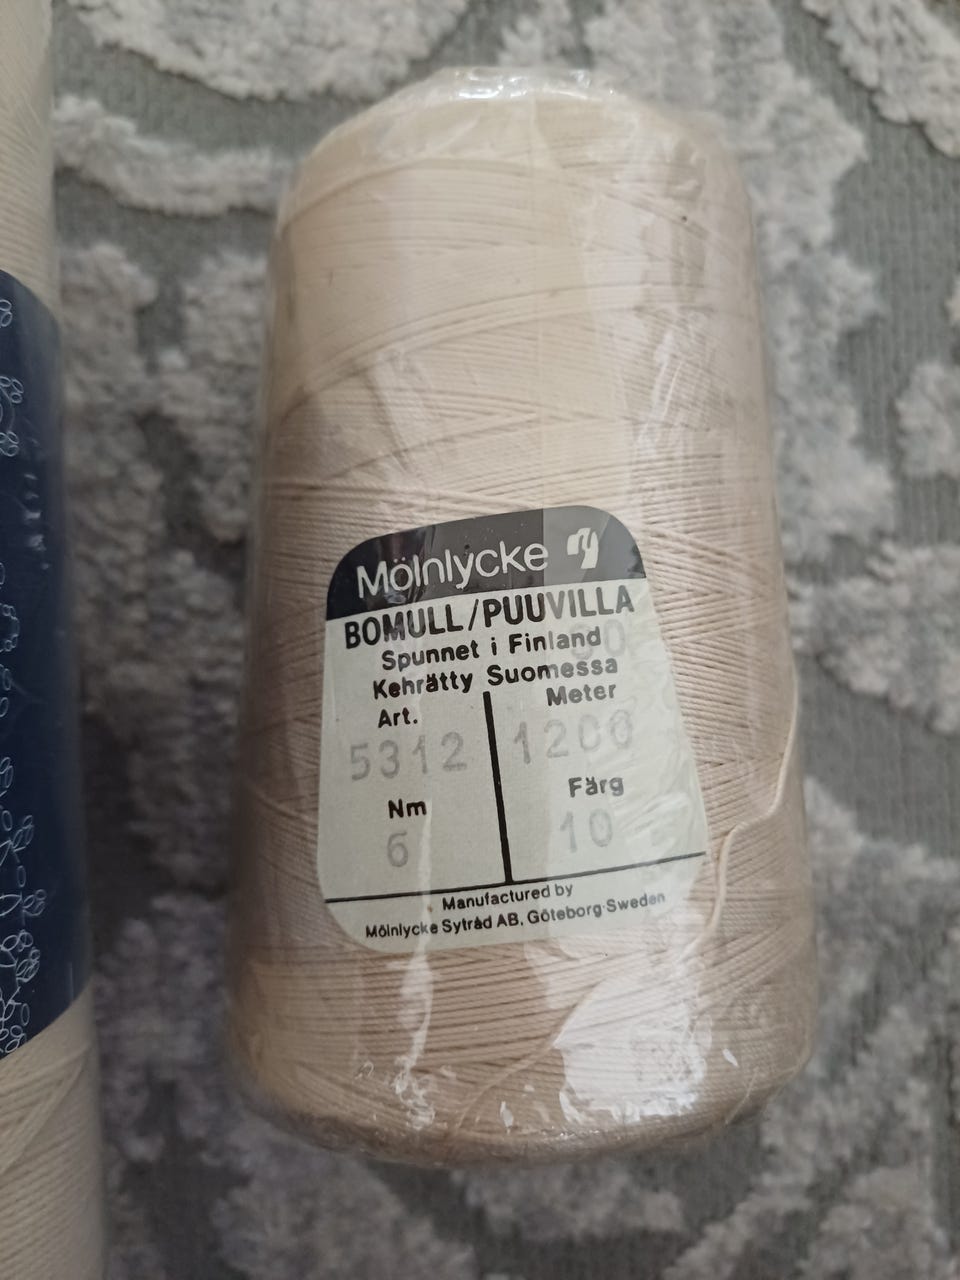 Mölnlycke
BOMULL/PUUVILLA
Spunnet i Finland
Kehrätty Suomessa
Art. Meter
5312 1200
Nm Färg
6 10
Manufactured by
Mölnlycke Sytråd AB, Göteborg-Sweden